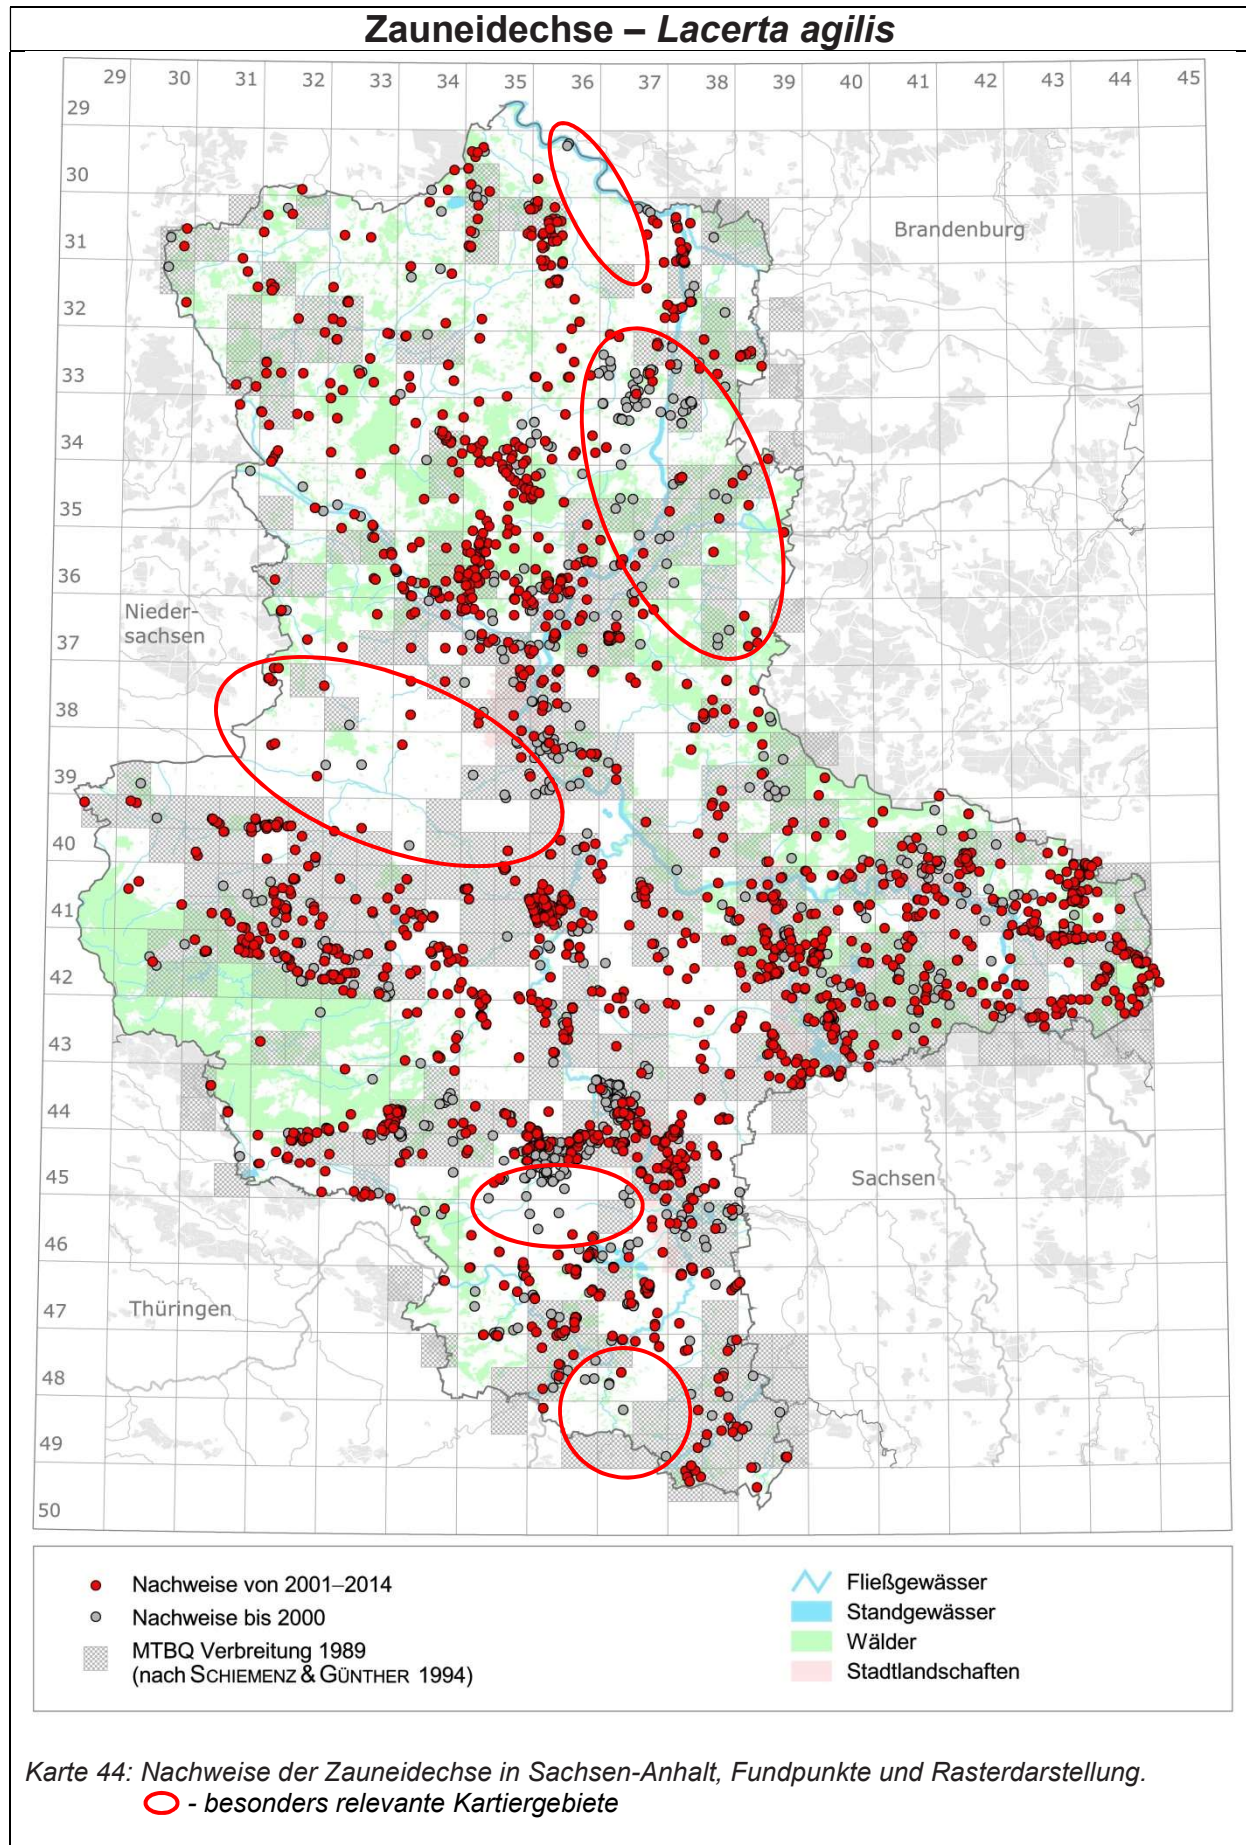 Zauneidechse – Lacerta agilis
29 30 31 32 33 34 35 36 37 38 39 40 41 42 43 44 45
29
30
31
32
33
34
35
36
37
38
39
40
41
42
43
44
45
46
47
48
49
50
Brandenburg
Nieder-
sachsen
Sachsen
Thüringen
Nachweise von 2001–2014
Nachweise bis 2000
MTBQ Verbreitung 1989
(nach SCHIEMENZ & GÜNTHER 1994)
Fließgewässer
Standgewässer
Wälder
Stadtlandschaften
Karte 44: Nachweise der Zauneidechse in Sachsen-Anhalt, Fundpunkte und Rasterdarstellung.
- besonders relevante Kartiergebiete